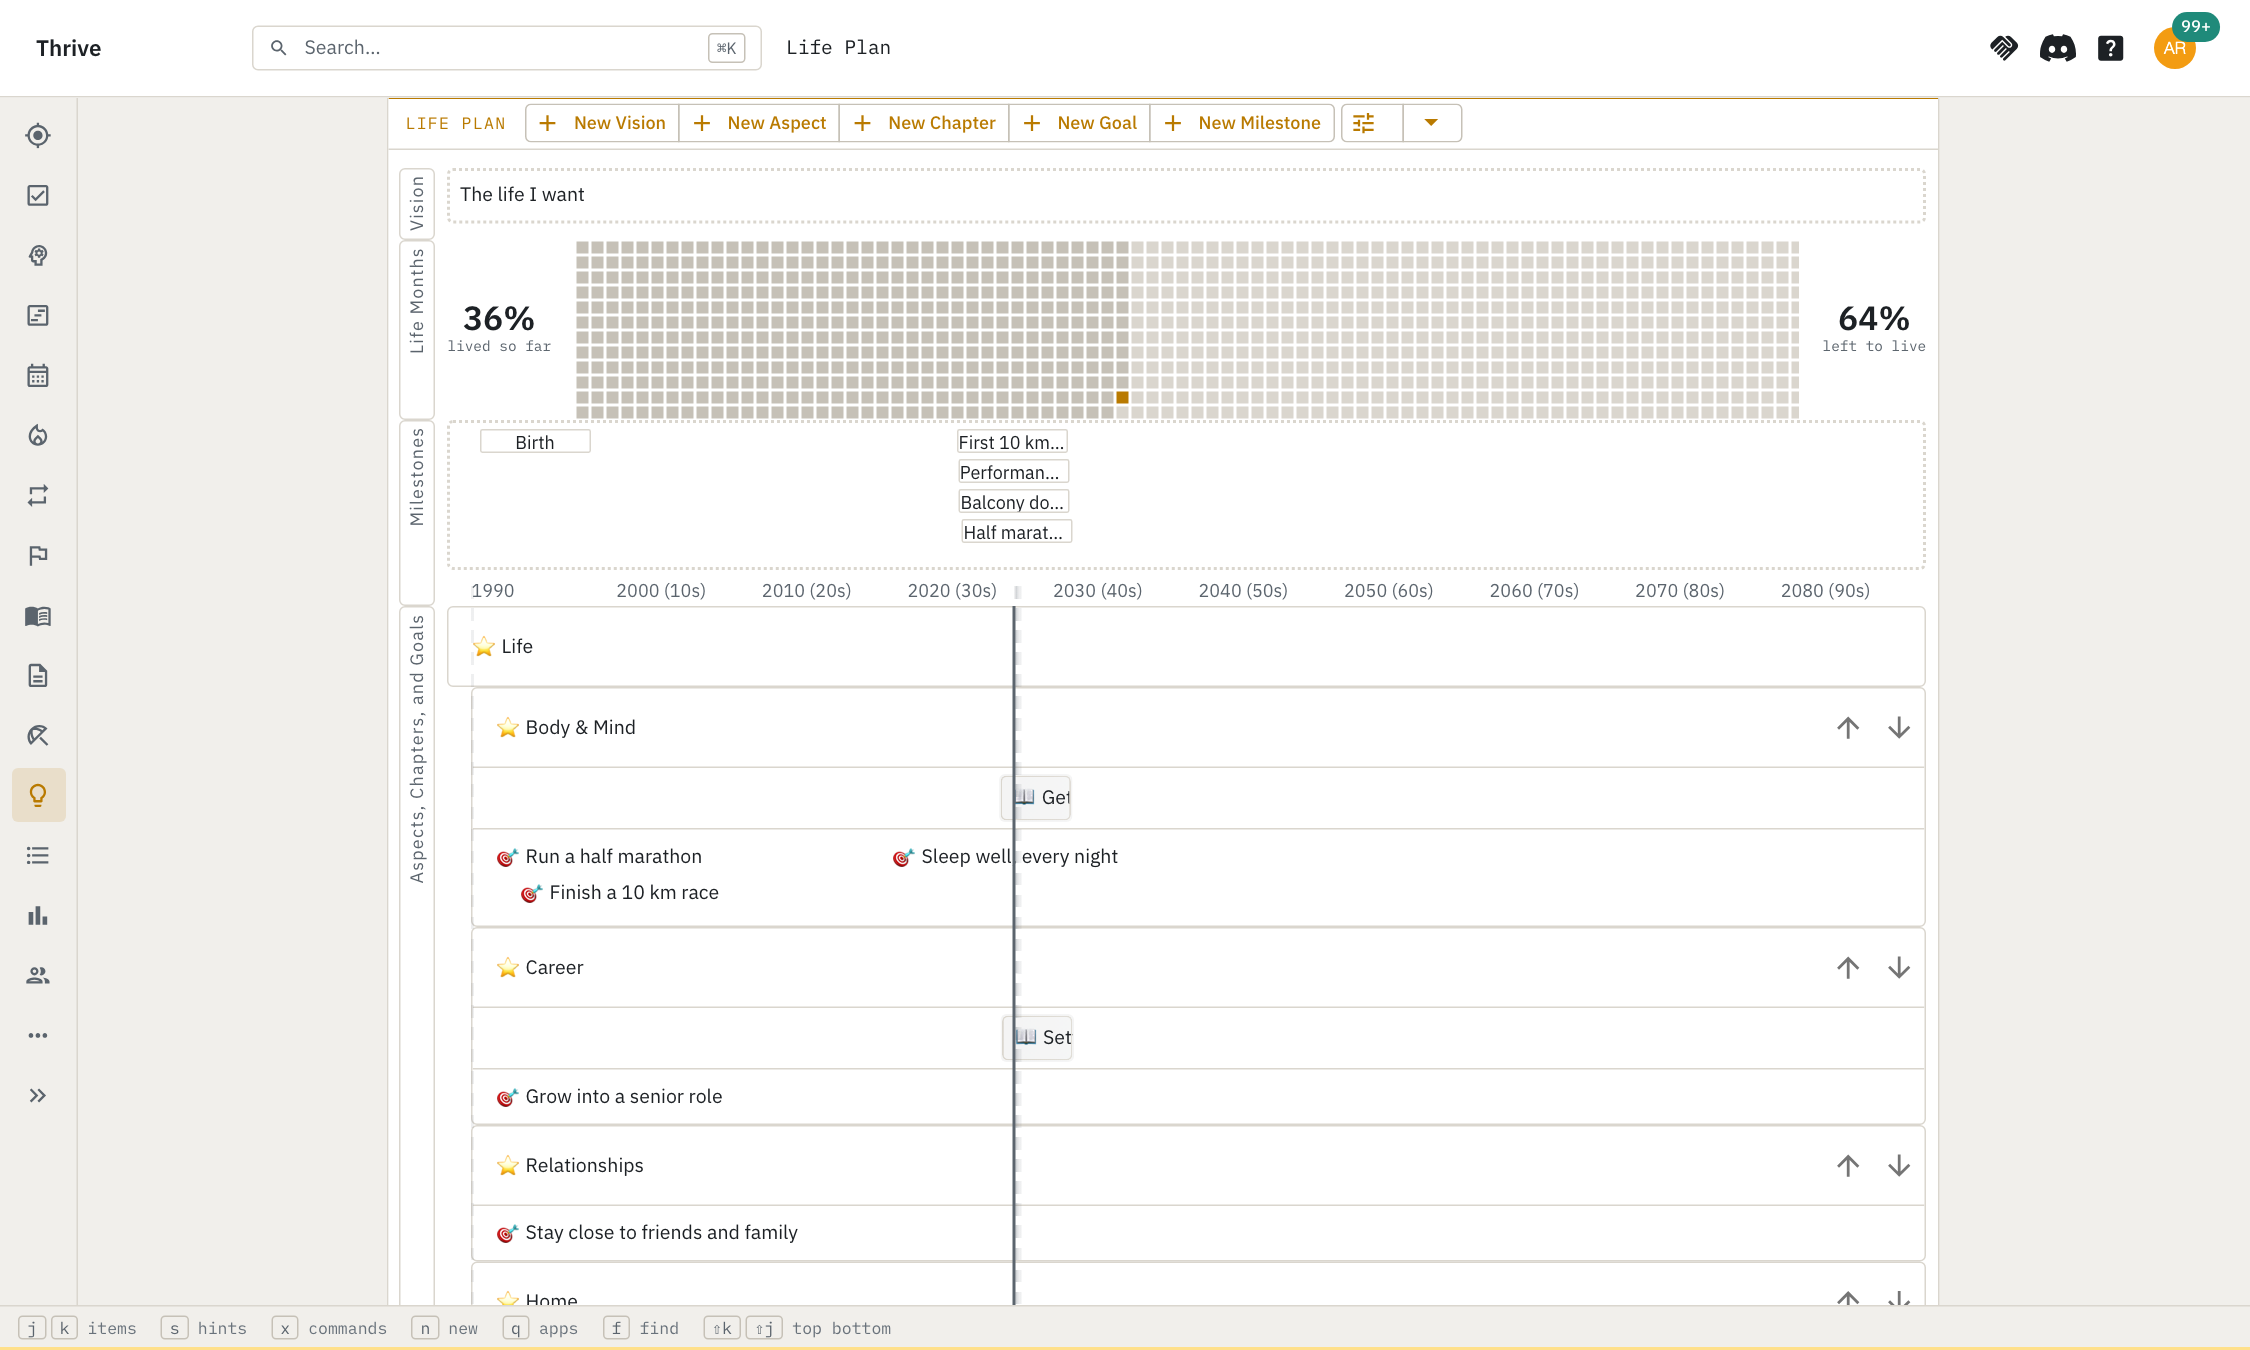 Thrive
Search...
⌘K
Life Plan
99+
AR
LIFE PLAN
New Vision
New Aspect
New Chapter
New Goal
New Milestone
Vision
The life I want
Life Months
36%
lived so far
64%
left to live
Milestones
Birth
First 10 km...
Performan...
Balcony do...
Half marat...
1990
2000 (10s)
2010 (20s)
2020 (30s)
2030 (40s)
2040 (50s)
2050 (60s)
2060 (70s)
2070 (80s)
2080 (90s)
Aspects, Chapters, and Goals
Life
Body & Mind
Get
Run a half marathon
Sleep well every night
Finish a 10 km race
Career
Set
Grow into a senior role
Relationships
Stay close to friends and family
Home
j k items
s hints
x commands
n new
q apps
f find
⇧k ⇧j top bottom